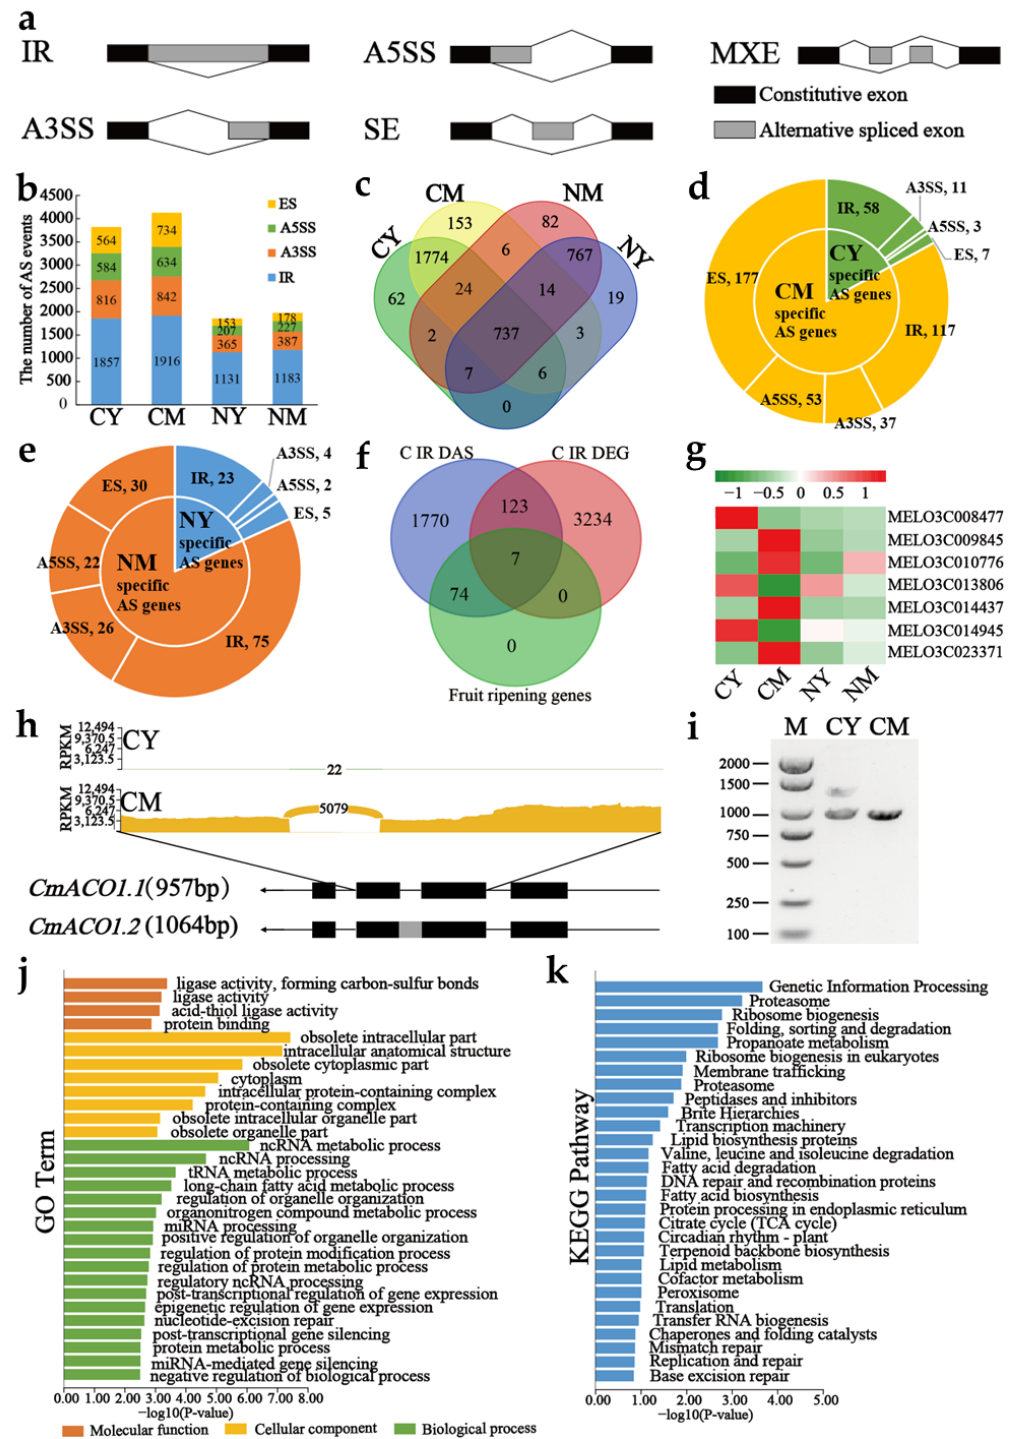 a
IR
A5SS
MXE
Constitutive exon
A3SS
SE
Alternative spliced exon
b
The number of AS events
4500
4000
3500
3000
2500
2000
1500
1000
500
0
ES
A5SS
A3SS
IR
564
584
816
1857
734
634
842
1916
153
207
365
1131
178
227
387
1183
CY
CM
NY
NM
c
CM
NM
CY
NY
153
82
1774
6
767
62
24
14
19
2
737
3
7
6
0
d
IR, 58
A3SS, 11
A5SS, 3
ES, 7
ES, 177
CY
specific
AS genes
CM
specific
AS genes
IR, 117
A5SS, 53
A3SS, 37
e
ES, 30
IR, 23
A3SS, 4
A5SS, 2
ES, 5
NY
specific
AS genes
A5SS, 22
NM
specific
AS genes
A3SS, 26
IR, 75
f
C IR DAS
C IR DEG
1770
123
3234
7
74
0
0
Fruit ripening genes
g
−1 −0.5 0 0.5 1
MELO3C008477
MELO3C009845
MELO3C010776
MELO3C013806
MELO3C014437
MELO3C014945
MELO3C023371
CY
CM
NY
NM
h
RPKM
12,494
9,370.5
6,247
3,123.5
CY
22
RPKM
12,494
9,370.5
6,247
3,123.5
CM
5079
CmACO1.1(957bp)
CmACO1.2 (1064bp)
i
M CY CM
2000
1500
1000
750
500
250
100
j
GO Term
ligase activity, forming carbon-sulfur bonds
ligase activity
acid-thiol ligase activity
protein binding
obsolete intracellular part
intracellular anatomical structure
obsolete cytoplasmic part
cytoplasm
intracellular protein-containing complex
protein-containing complex
obsolete intracellular organelle part
obsolete organelle part
ncRNA metabolic process
ncRNA processing
tRNA metabolic process
long-chain fatty acid metabolic process
regulation of organelle organization
organonitrogen compound metabolic process
miRNA processing
positive regulation of organelle organization
regulation of protein modification process
regulation of protein metabolic process
regulatory ncRNA processing
post-transcriptional regulation of gene expression
epigenetic regulation of gene expression
nucleotide-excision repair
post-transcriptional gene silencing
protein metabolic process
miRNA-mediated gene silencing
negative regulation of biological process
0.00 1.00 2.00 3.00 4.00 5.00 6.00 7.00 8.00
−log10(P-value)
Molecular function
Cellular component
Biological process
k
KEGG Pathway
Genetic Information Processing
Proteasome
Ribosome biogenesis
Folding, sorting and degradation
Propanoate metabolism
Ribosome biogenesis in eukaryotes
Membrane trafficking
Proteasome
Peptidases and inhibitors
Brite Hierarchies
Transcription machinery
Lipid biosynthesis proteins
Valine, leucine and isoleucine degradation
Fatty acid degradation
DNA repair and recombination proteins
Fatty acid biosynthesis
Protein processing in endoplasmic reticulum
Citrate cycle (TCA cycle)
Circadian rhythm - plant
Terpenoid backbone biosynthesis
Lipid metabolism
Cofactor metabolism
Peroxisome
Translation
Transfer RNA biogenesis
Chaperones and folding catalysts
Mismatch repair
Replication and repair
Base excision repair
0.00 1.00 2.00 3.00 4.00 5.00
−log10(P-value)